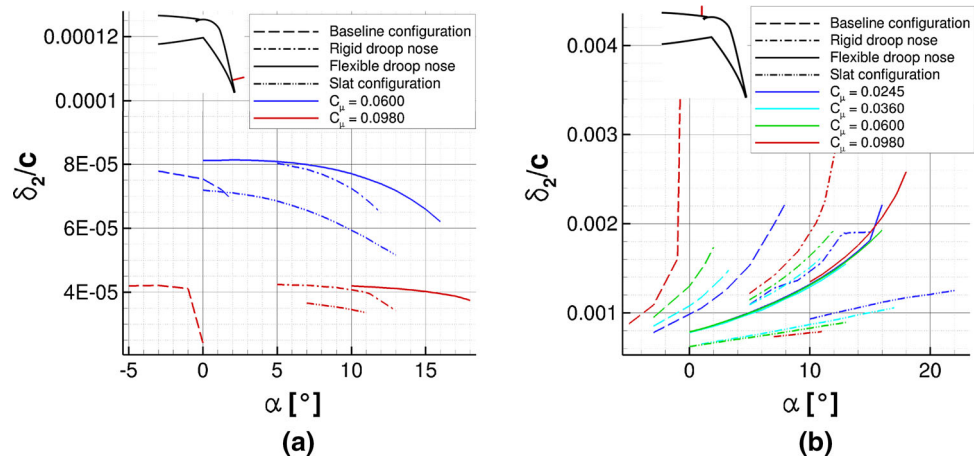 0.00012
0.0001
8E-05
6E-05
4E-05
δ₂/c
-5 0 5 10 15
α [°]
Baseline configuration
Rigid droop nose
Flexible droop nose
Slat configuration
Cμ = 0.0600
Cμ = 0.0980
(a)
0.004
0.003
0.002
0.001
δ₂/c
0 10 20
α [°]
Baseline configuration
Rigid droop nose
Flexible droop nose
Slat configuration
Cμ = 0.0245
Cμ = 0.0360
Cμ = 0.0600
Cμ = 0.0980
(b)